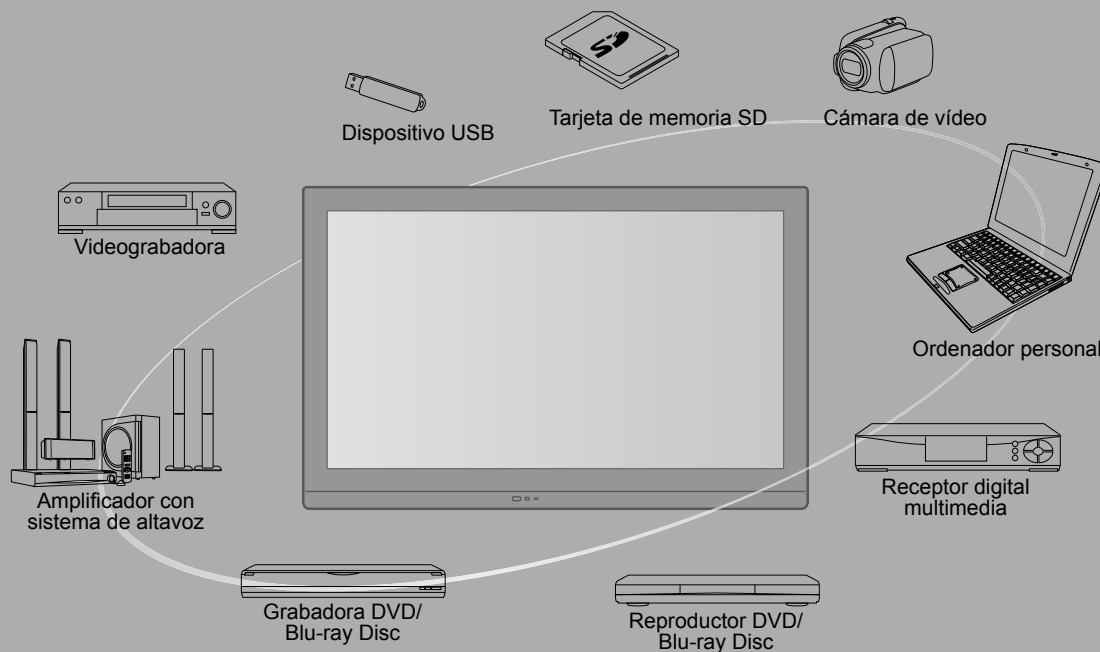 Tarjeta de memoria SD
Cámara de vídeo
Dispositivo USB
Videograbadora
Ordenador personal
Amplificador con
sistema de altavoz
Receptor digital
multimedia
Grabadora DVD/
Blu-ray Disc
Reproductor DVD/
Blu-ray Disc
SD